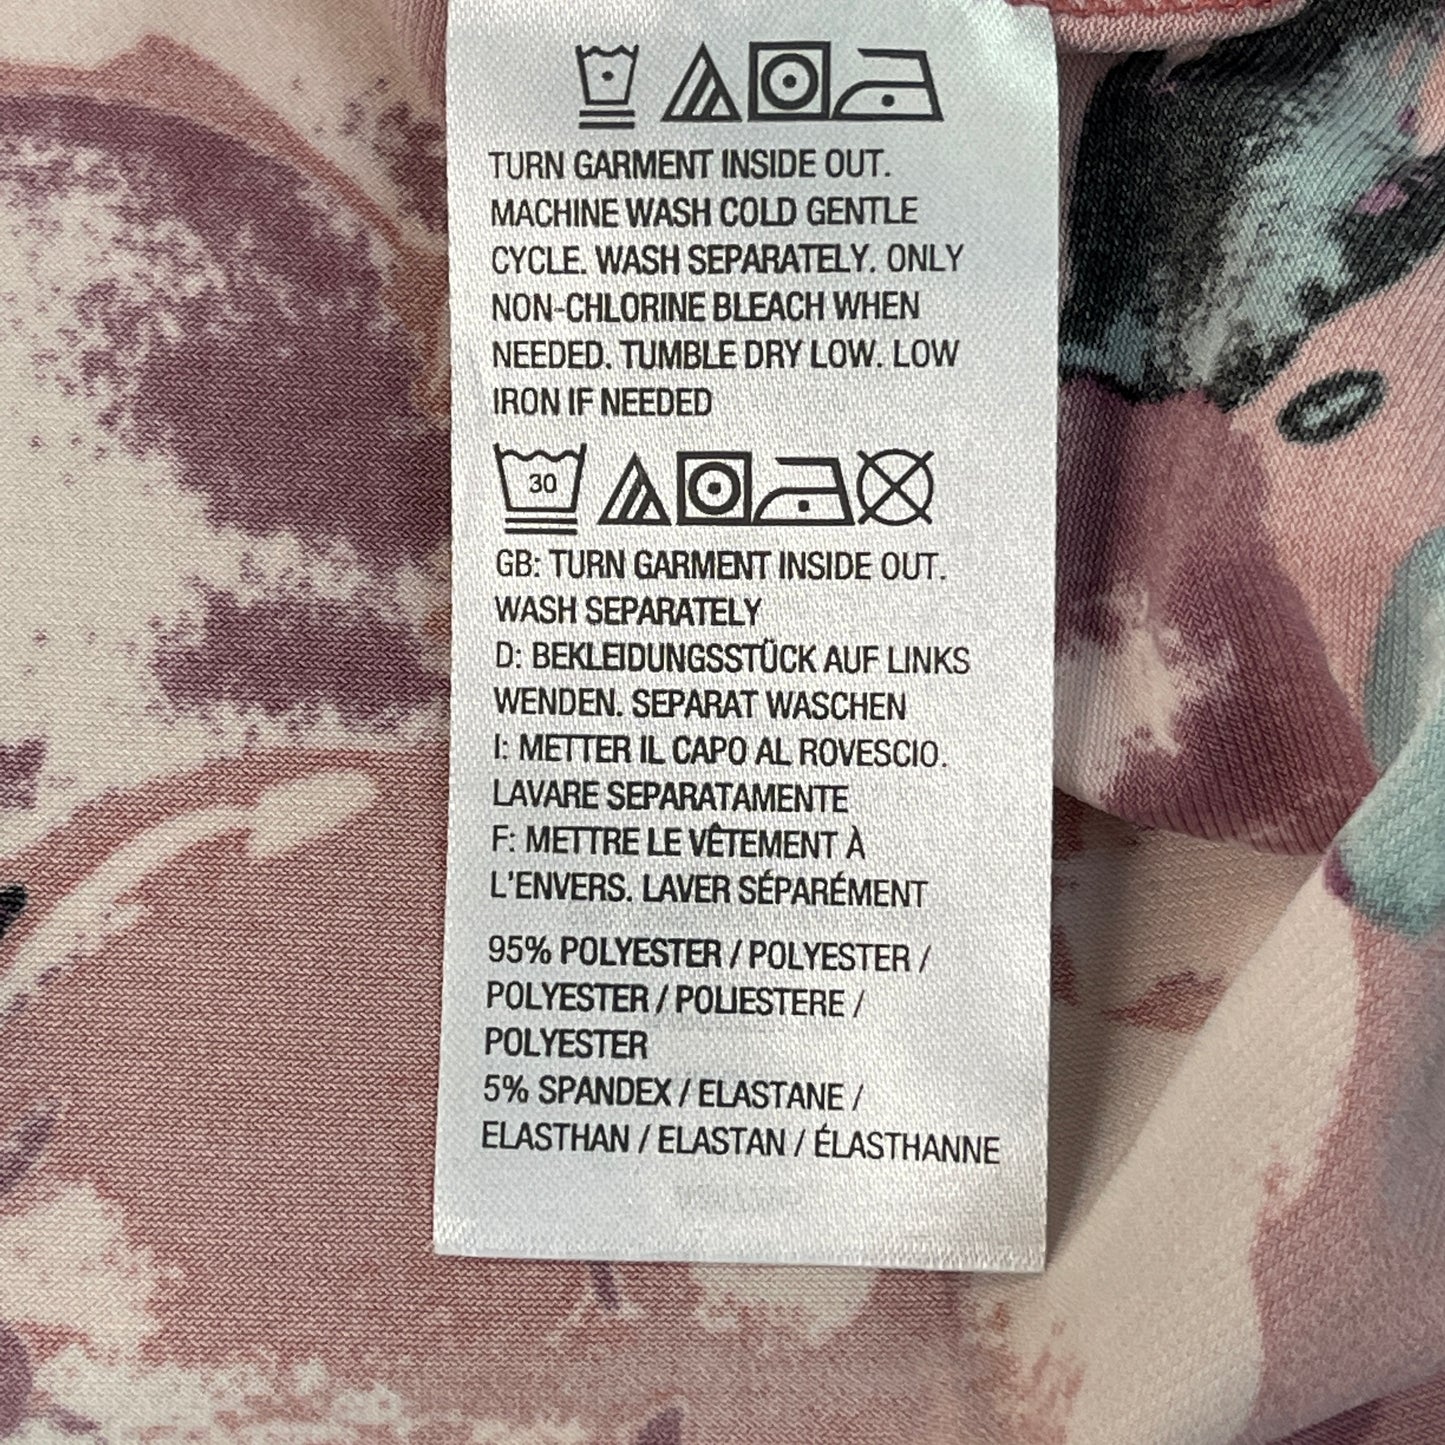 TURN GARMENT INSIDE OUT.
MACHINE WASH COLD GENTLE
CYCLE. WASH SEPARATELY. ONLY
NON-CHLORINE BLEACH WHEN
NEEDED. TUMBLE DRY LOW. LOW
IRON IF NEEDED
30
GB: TURN GARMENT INSIDE OUT.
WASH SEPARATELY
D: BEKLEIDUNGSSTÜCK AUF LINKS
WENDEN. SEPARAT WASCHEN
I: METTER IL CAPO AL ROVESCIO.
LAVARE SEPARATAMENTE
F: METTRE LE VÊTEMENT À
L'ENVERS. LAVER SÉPARÉMENT
95% POLYESTER / POLYESTER /
POLYESTER / POLIESTERE /
POLYESTER
5% SPANDEX / ELASTANE /
ELASTHAN / ELASTAN / ÉLASTHANNE